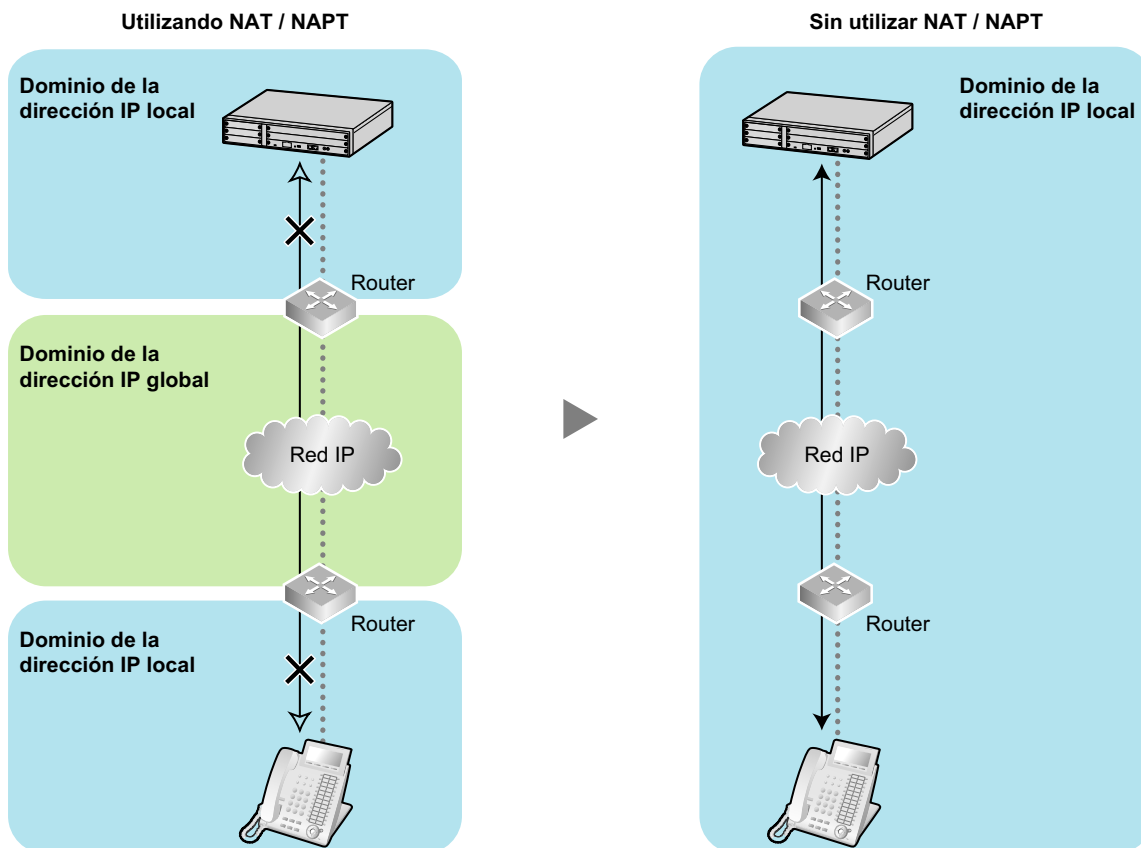 Utilizando NAT / NAPT
Dominio de la
dirección IP local
Router
Dominio de la
dirección IP global
Red IP
Router
Dominio de la
dirección IP local
Sin utilizar NAT / NAPT
Dominio de la
dirección IP local
Router
Red IP
Router